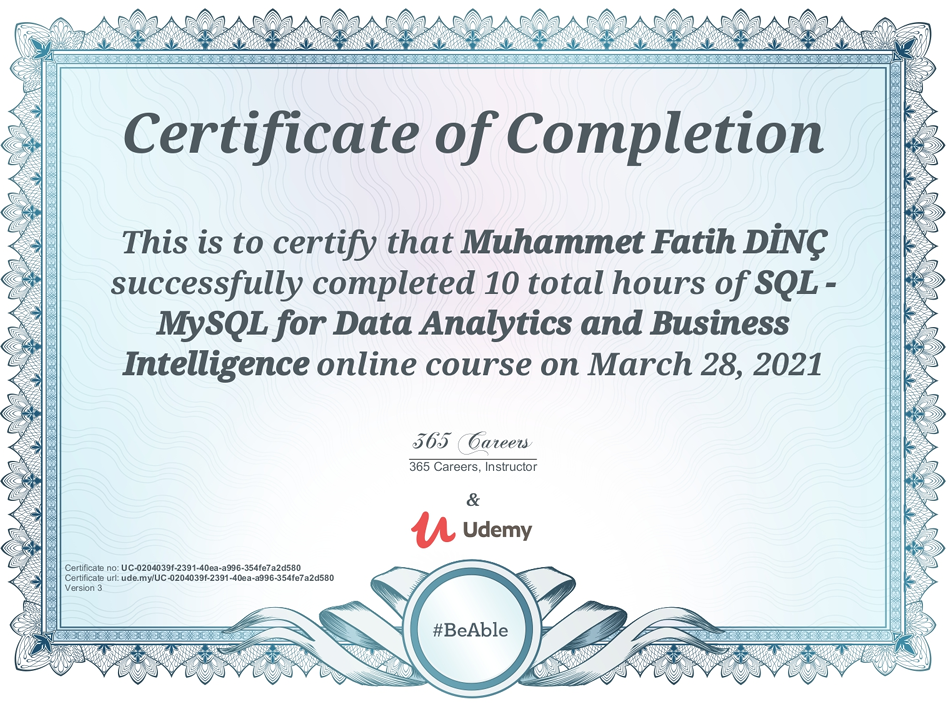 Certificate of Completion
This is to certify that Muhammet Fatih DİNÇ
successfully completed 10 total hours of SQL -
MySQL for Data Analytics and Business
Intelligence online course on March 28, 2021
365 Careers
365 Careers, Instructor
&
Udemy
Certificate no: UC-0204039f-2391-40ea-a996-354fe7a2d580
Certificate url: ude.my/UC-0204039f-2391-40ea-a996-354fe7a2d580
Version 3
#BeAble